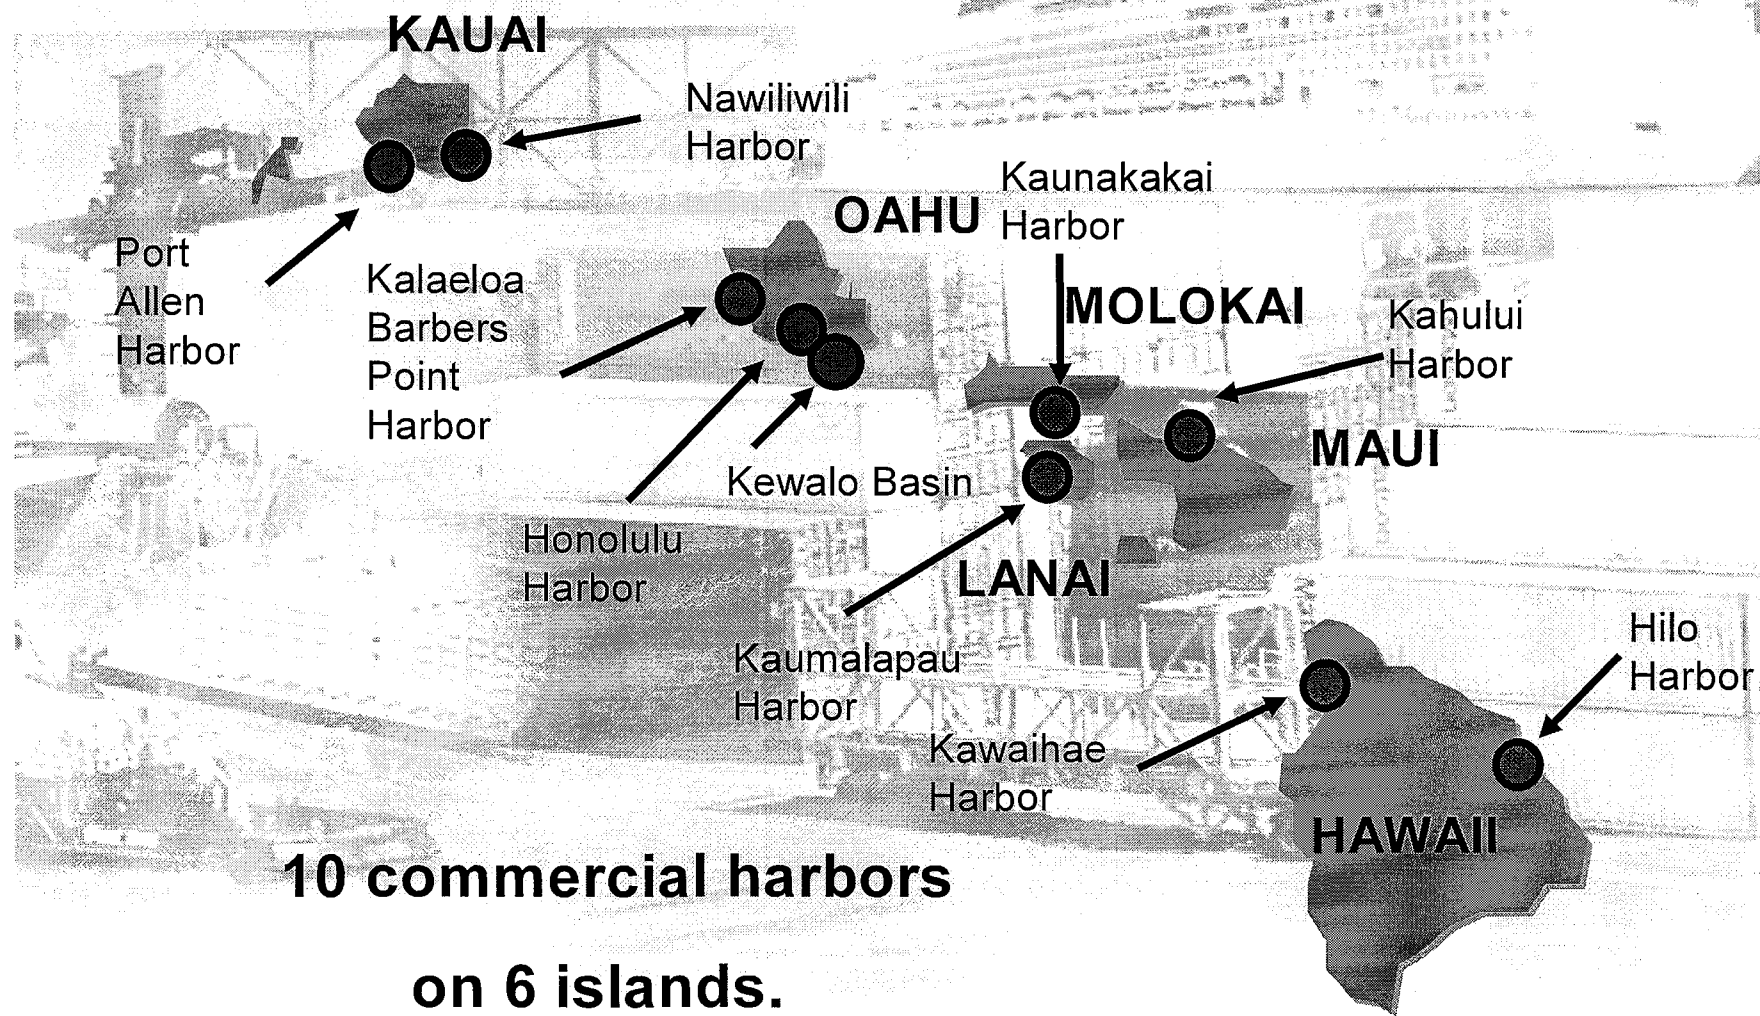 KAUAI
Nawiliwili
Harbor
Port
Allen
Harbor
OAHU
Kalaeloa
Barbers
Point
Harbor
Kewalo Basin
Honolulu
Harbor
Kaunakakai
Harbor
MOLOKAI
Kahului
Harbor
MAUI
LANAI
Kaumalapau
Harbor
Kawaihae
Harbor
Hilo
Harbor
HAWAII
10 commercial harbors
on 6 islands.